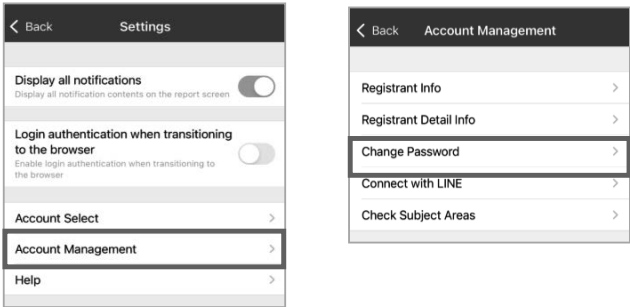 Back Settings
Display all notifications
Display all notification contents on the report screen
Login authentication when transitioning
to the browser
Enable login authentication when transitioning to
the browser
Account Select
Account Management
Help
Back Account Management
Registrant Info
Registrant Detail Info
Change Password
Connect with LINE
Check Subject Areas